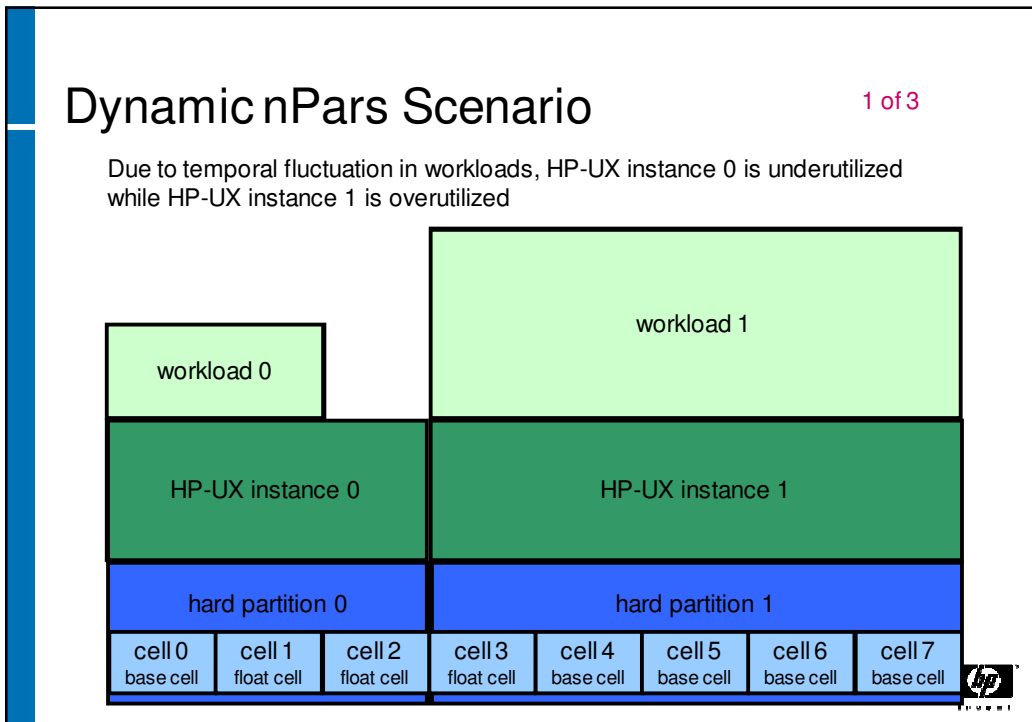 Dynamic nPars Scenario
1 of 3
Due to temporal fluctuation in workloads, HP-UX instance 0 is underutilized
while HP-UX instance 1 is overutilized
workload 1
workload 0
HP-UX instance 0
HP-UX instance 1
hard partition 0
hard partition 1
cell 0
base cell
cell 1
float cell
cell 2
float cell
cell 3
float cell
cell 4
base cell
cell 5
base cell
cell 6
base cell
cell 7
base cell
hp